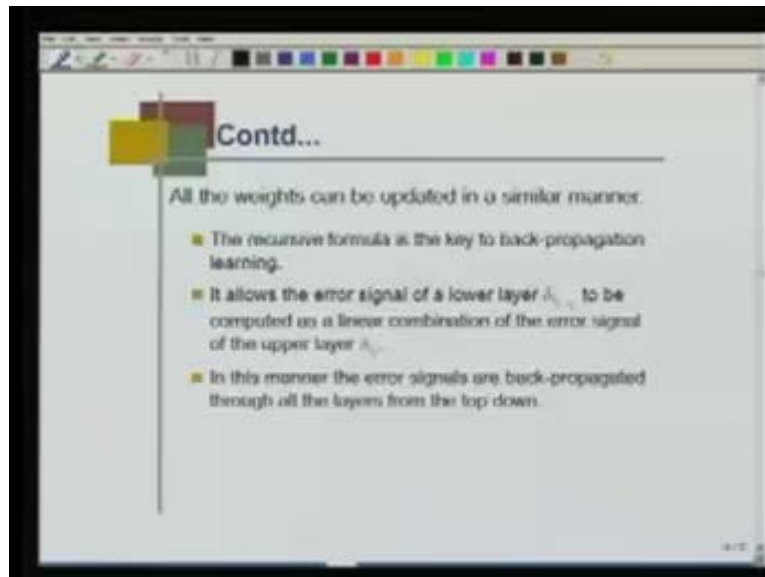 Contd...
All the weights can be updated in a similar manner.
The recursive formula is the key to back-propagation
learning.
It allows the error signal of a lower layer to be
computed as a linear combination of the error signal
of the upper layer
In this manner the error signals are back-propagated
through all the layers from the top down.